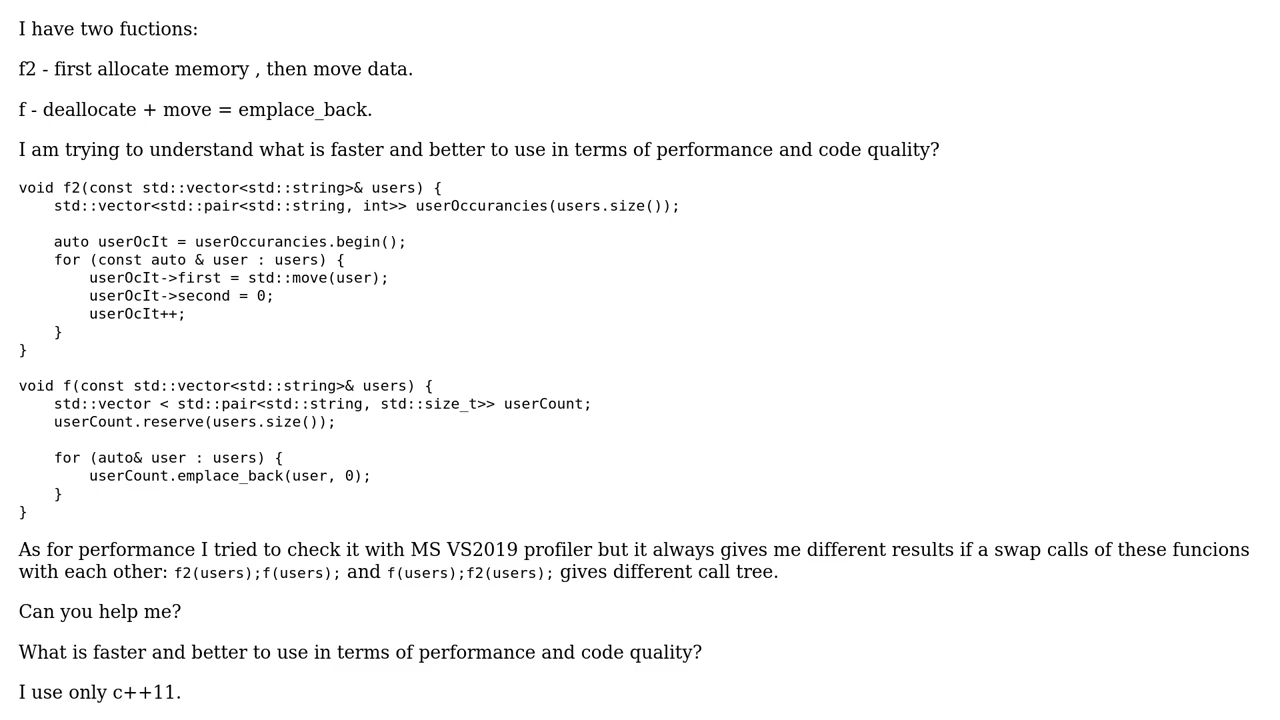 I have two fuctions:
f2 - first allocate memory , then move data.
f - deallocate + move = emplace_back.
I am trying to understand what is faster and better to use in terms of performance and code quality?
void f2(const std::vector<std::string>& users) {
    std::vector<std::pair<std::string, int>> userOccurancies(users.size());
    auto userOcIt = userOccurancies.begin();
    for (const auto & user : users) {
        userOcIt->first = std::move(user);
        userOcIt->second = 0;
        userOcIt++;
    }
}
void f(const std::vector<std::string>& users) {
    std::vector < std::pair<std::string, std::size_t>> userCount;
    userCount.reserve(users.size());
    for (auto& user : users) {
        userCount.emplace_back(user, 0);
    }
}
As for performance I tried to check it with MS VS2019 profiler but it always gives me different results if a swap calls of these funcions
with each other: f2(users);f(users); and f(users);f2(users); gives different call tree.
Can you help me?
What is faster and better to use in terms of performance and code quality?
I use only c++11.